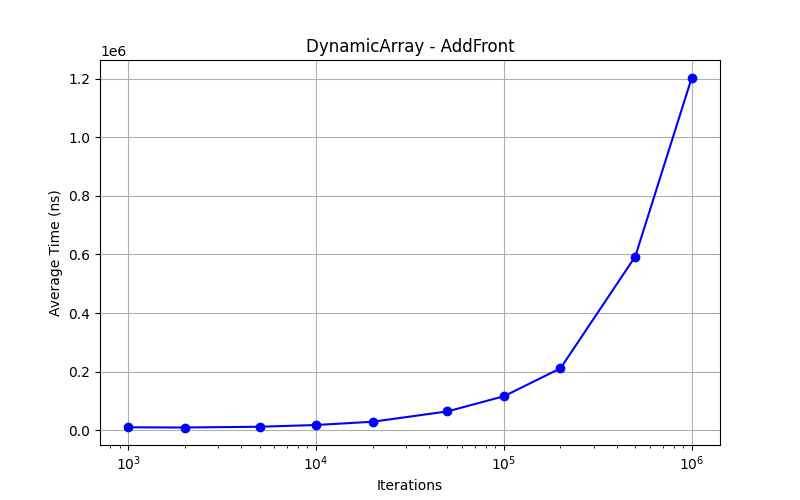 DynamicArray - AddFront
1e6
1.2
1.0
0.8
0.6
0.4
0.2
0.0
Average Time (ns)
10³ 10⁴ 10⁵ 10⁶
Iterations